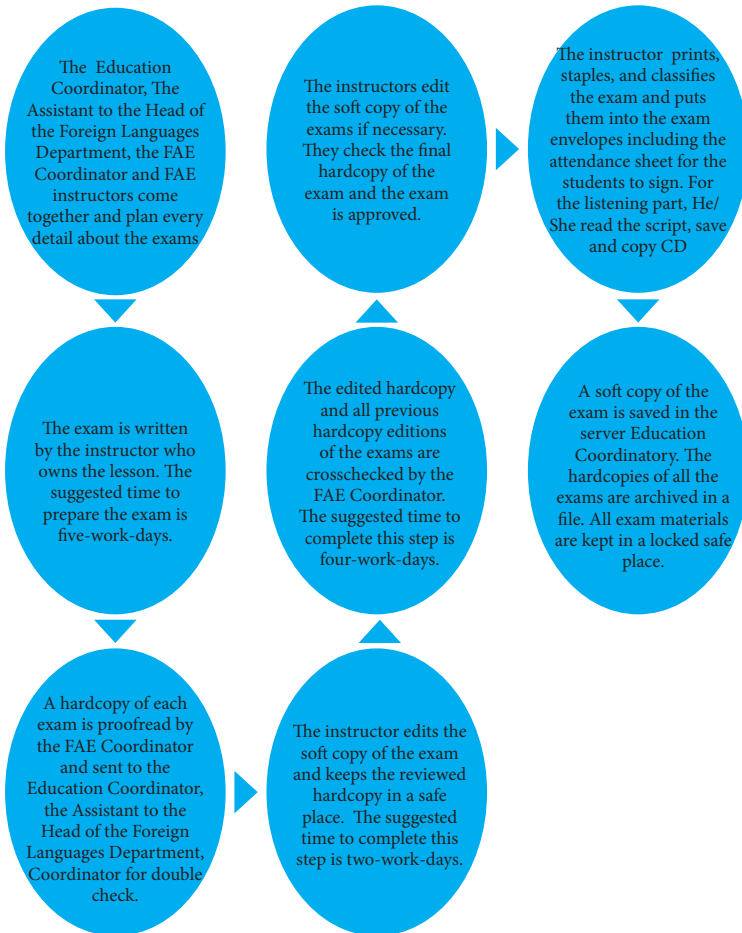 The Education
Coordinator, The
Assistant to the Head of
the Foreign Languages
Department, the FAE
Coordinator and FAE
instructors come
together and plan every
detail about the exams
The exam is written
by the instructor who
owns the lesson. The
suggested time to
prepare the exam is
five-work-days.
A hardcopy of each
exam is proofread by
the FAE Coordinator
and sent to the
Education Coordinator,
the Assistant to the
Head of the Foreign
Languages Department,
Coordinator for double
check.
The instructor edits the
soft copy of the exam
and keeps the reviewed
hardcopy in a safe
place. The suggested
time to complete this
step is two-work-days.
The edited hardcopy
and all previous
hardcopy editions
of the exams are
crosschecked by the
FAE Coordinator.
The suggested time to
complete this step is
four-work-days.
The instructors edit
the soft copy of the
exams if necessary.
They check the final
hardcopy of the
exam and the exam
is approved.
The instructor prints,
staples, and classifies
the exam and puts
them into the exam
envelopes including the
attendance sheet for the
students to sign. For
the listening part, He/
She read the script, save
and copy CD
A soft copy of the
exam is saved in the
server Education
Coordinatory. The
hardcopies of all the
exams are archived in a
file. All exam materials
are kept in a locked safe
place.